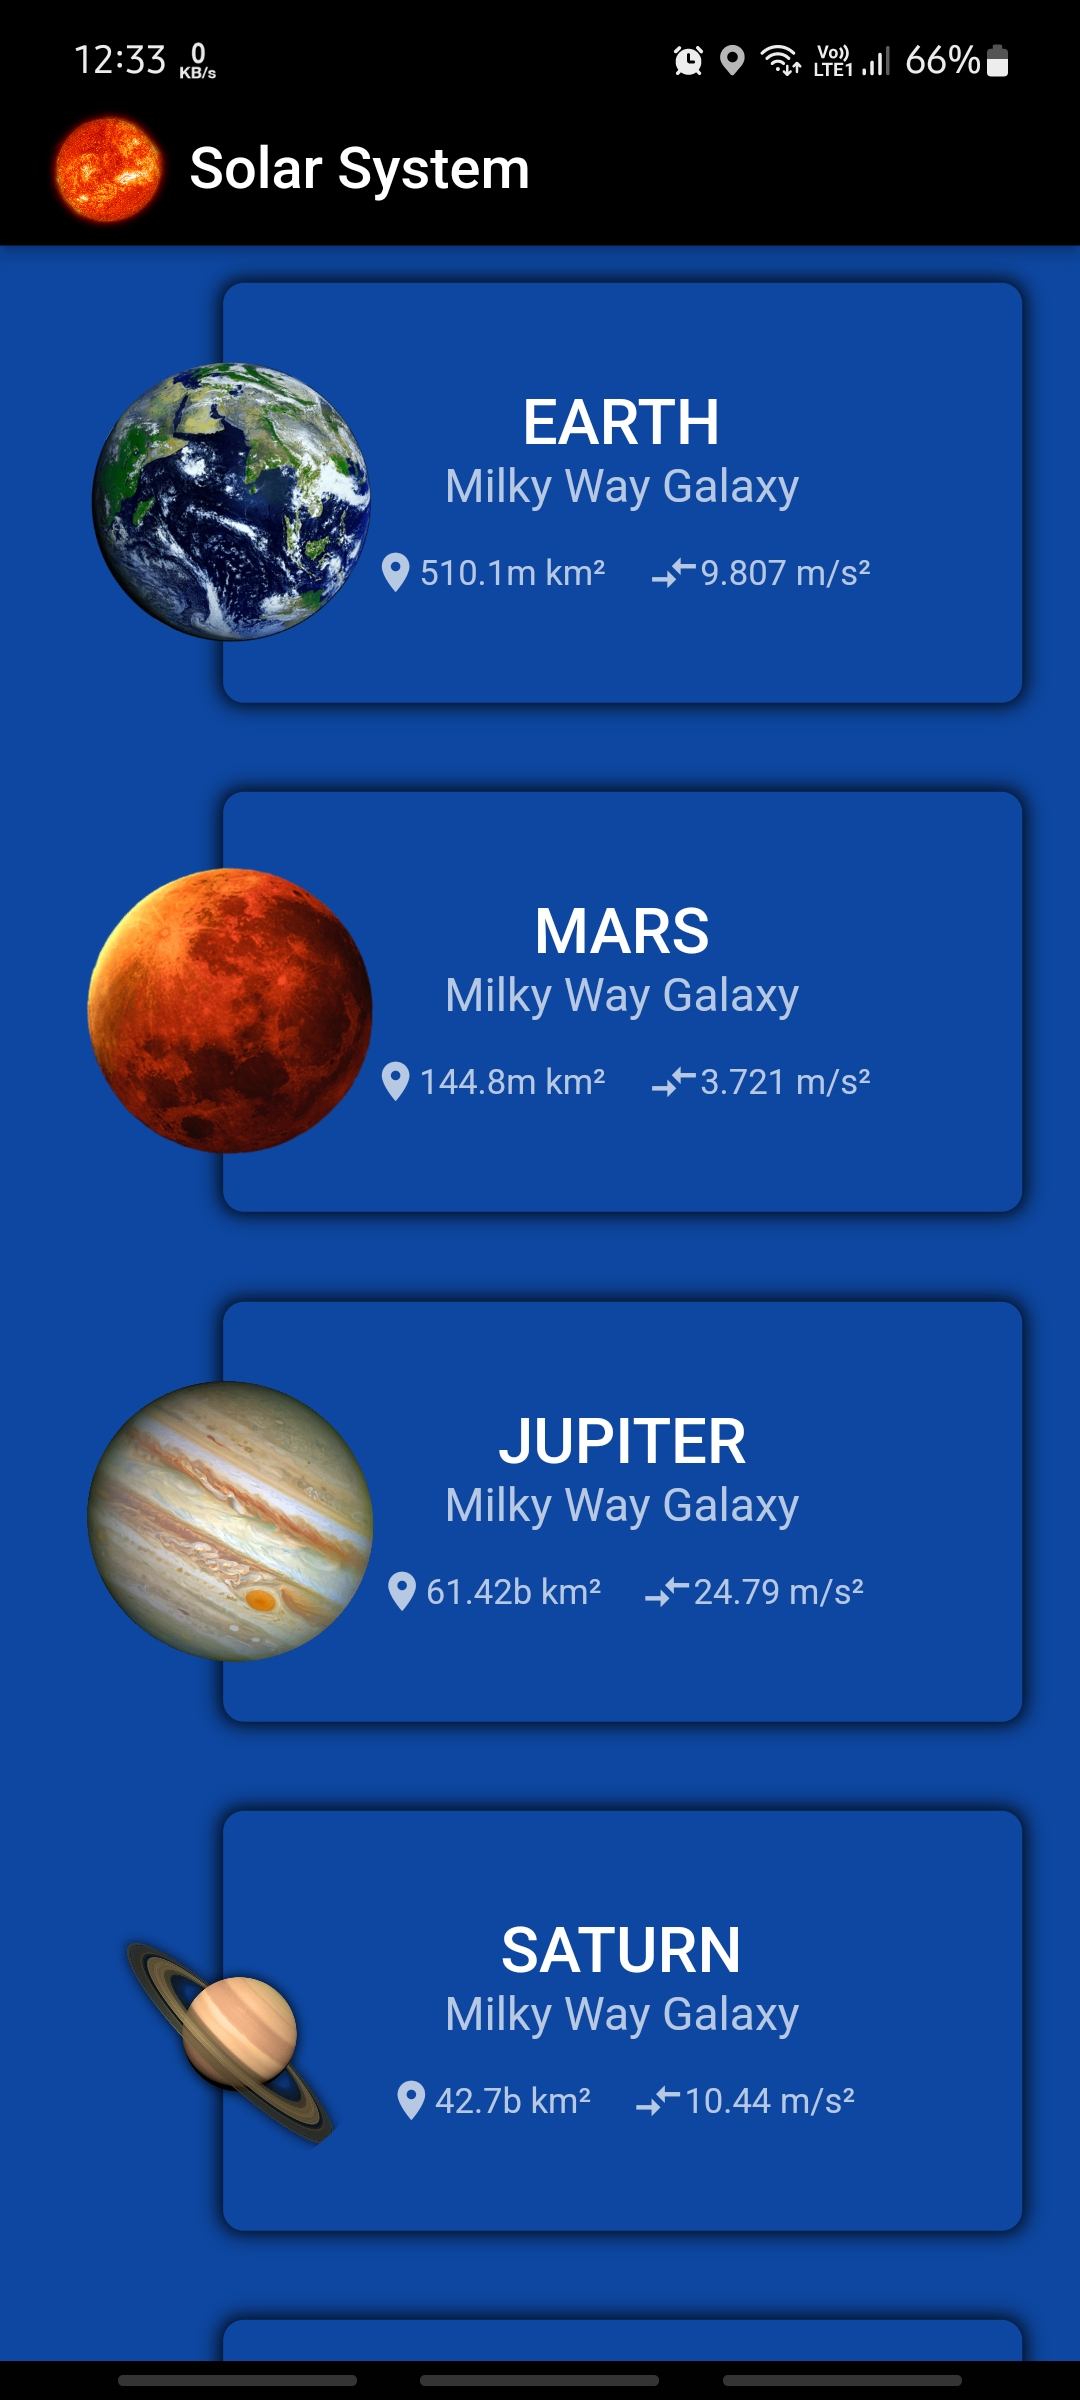 12:33 0 KB/s Vo)) LTE1 66%
Solar System
EARTH
Milky Way Galaxy
510.1m km² 9.807 m/s²
MARS
Milky Way Galaxy
144.8m km² 3.721 m/s²
JUPITER
Milky Way Galaxy
61.42b km² 24.79 m/s²
SATURN
Milky Way Galaxy
42.7b km² 10.44 m/s²